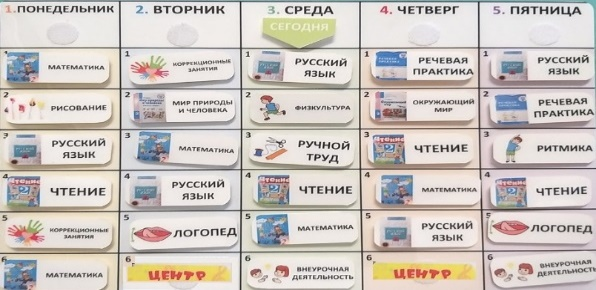 1.ПОНЕДЕЛЬНИК
1 МАТЕМАТИКА
2 РИСОВАНИЕ
3 РУССКИЙ
ЯЗЫК
4 ЧТЕНИЕ
5 КОРРЕКЦИОННЫЕ
ЗАНЯТИЯ
6 МАТЕМАТИКА
2. ВТОРНИК
1 КОРРЕКЦИОННЫЕ
ЗАНЯТИЯ
2 МИР ПРИРОДЫ
И ЧЕЛОВЕКА
3 МАТЕМАТИКА
4 РУССКИЙ
ЯЗЫК
5 ЛОГОПЕД
6 ЦЕНТР
3. СРЕДА
СЕГОДНЯ
1 РУССКИЙ
ЯЗЫК
2 ФИЗКУЛЬТУРА
3 РУЧНОЙ
ТРУД
4 ЧТЕНИЕ
5 МАТЕМАТИКА
6 ВНЕУРОЧНАЯ
ДЕЯТЕЛЬНОСТЬ
4. ЧЕТВЕРГ
1 РЕЧЕВАЯ
ПРАКТИКА
2 ОКРУЖАЮЩИЙ
МИР
3 ЧТЕНИЕ
4 МАТЕМАТИКА
5 РУССКИЙ
ЯЗЫК
6 ЦЕНТР
5. ПЯТНИЦА
1 РУССКИЙ
ЯЗЫК
2 РЕЧЕВАЯ
ПРАКТИКА
3 РИТМИКА
4 ЧТЕНИЕ
5 ЛОГОПЕД
6 ВНЕУРОЧНАЯ
ДЕЯТЕЛЬНОСТЬ